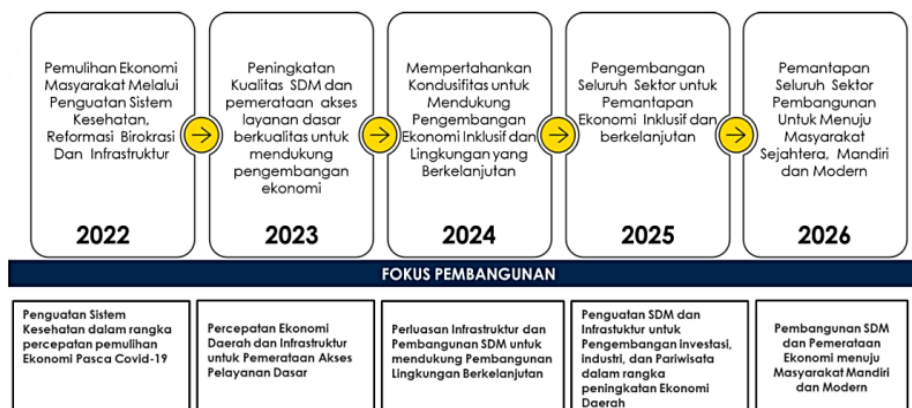 Pemulihan Ekonomi
Masyarakat Melalui
Penguatan Sistem
Kesehatan,
Reformasi Birokrasi
Dan Infrastruktur
2022
Peningkatan
Kualitas SDM dan
pemerataan akses
layanan dasar
berkualitas untuk
mendukung
pengembangan
ekonomi
2023
Mempertahankan
Kondusifitas untuk
Mendukung
Pengembangan
Ekonomi Inklusif dan
Lingkungan yang
Berkelanjutan
2024
Pengembangan
Seluruh Sektor untuk
Pemantapan
Ekonomi Inklusif dan
berkelanjutan
2025
Pemantapan
Seluruh Sektor
Pembangunan
Untuk Menuju
Masyarakat
Sejahtera, Mandiri
dan Modern
2026
FOKUS PEMBANGUNAN
Penguatan Sistem
Kesehatan dalam rangka
percepatan pemulihan
Ekonomi Pasca Covid-19
Percepatan Ekonomi
Daerah dan Infrastruktur
untuk Pemerataan Akses
Pelayanan Dasar
Perluasan Infrastruktur dan
Pembangunan SDM untuk
mendukung Pembangunan
Lingkungan Berkelanjutan
Penguatan SDM dan
Infrastuktur untuk
Pengembangan investasi,
industri, dan Pariwisata
dalam rangka
peningkatan Ekonomi
Daerah
Pembangunan SDM
dan Pemerataan
Ekonomi menuju
Masyarakat Mandiri
dan Modern